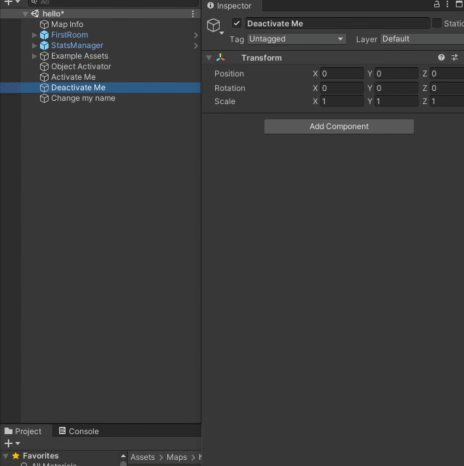 All
hello*
Map Info
FirstRoom
StatsManager
Example Assets
Object Activator
Activate Me
Deactivate Me
Change my name
Inspector
Deactivate Me
Static
Tag Untagged Layer Default
Transform
Position X 0 Y 0 Z 0
Rotation X 0 Y 0 Z 0
Scale X 1 Y 1 Z 1
Add Component
Project Console
Favorites
All Materials
Assets > Maps >